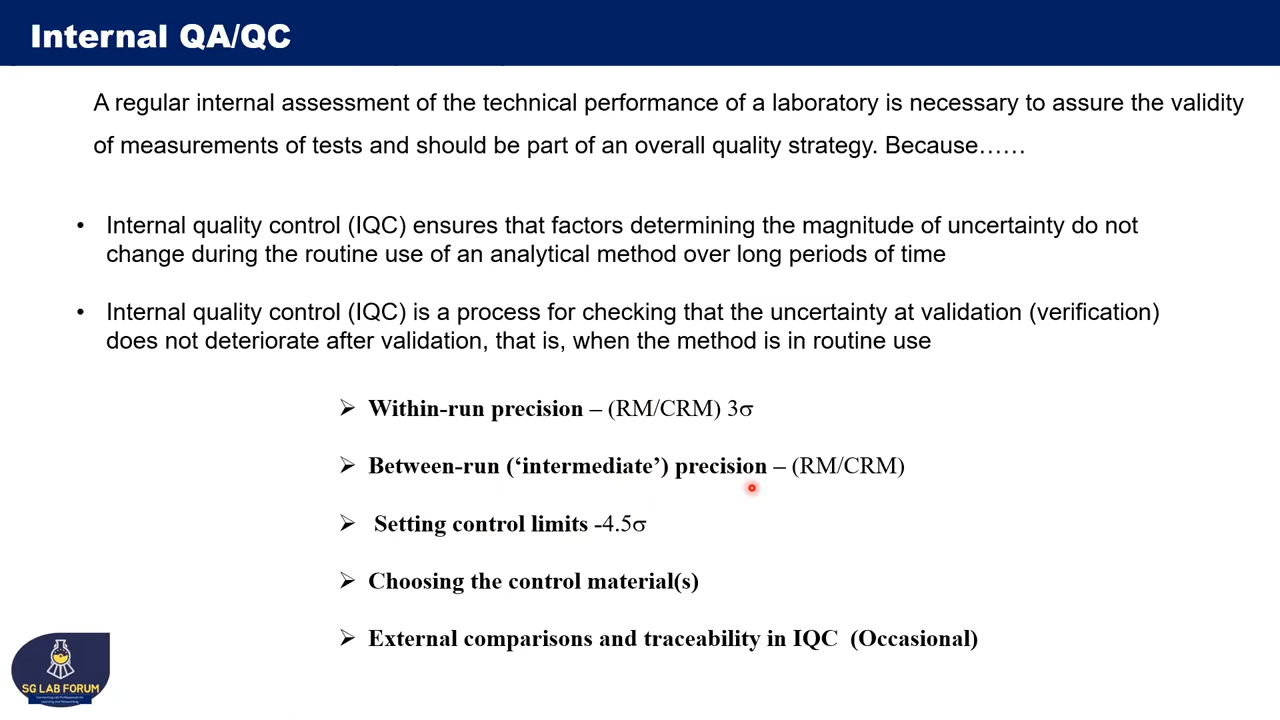 Internal QA/QC
A regular internal assessment of the technical performance of a laboratory is necessary to assure the validity
of measurements of tests and should be part of an overall quality strategy. Because……
• Internal quality control (IQC) ensures that factors determining the magnitude of uncertainty do not
change during the routine use of an analytical method over long periods of time
• Internal quality control (IQC) is a process for checking that the uncertainty at validation (verification)
does not deteriorate after validation, that is, when the method is in routine use
➢ Within-run precision – (RM/CRM) 3σ
➢ Between-run (‘intermediate’) precision – (RM/CRM)
➢ Setting control limits -4.5σ
➢ Choosing the control material(s)
➢ External comparisons and traceability in IQC (Occasional)
SG LAB FORUM